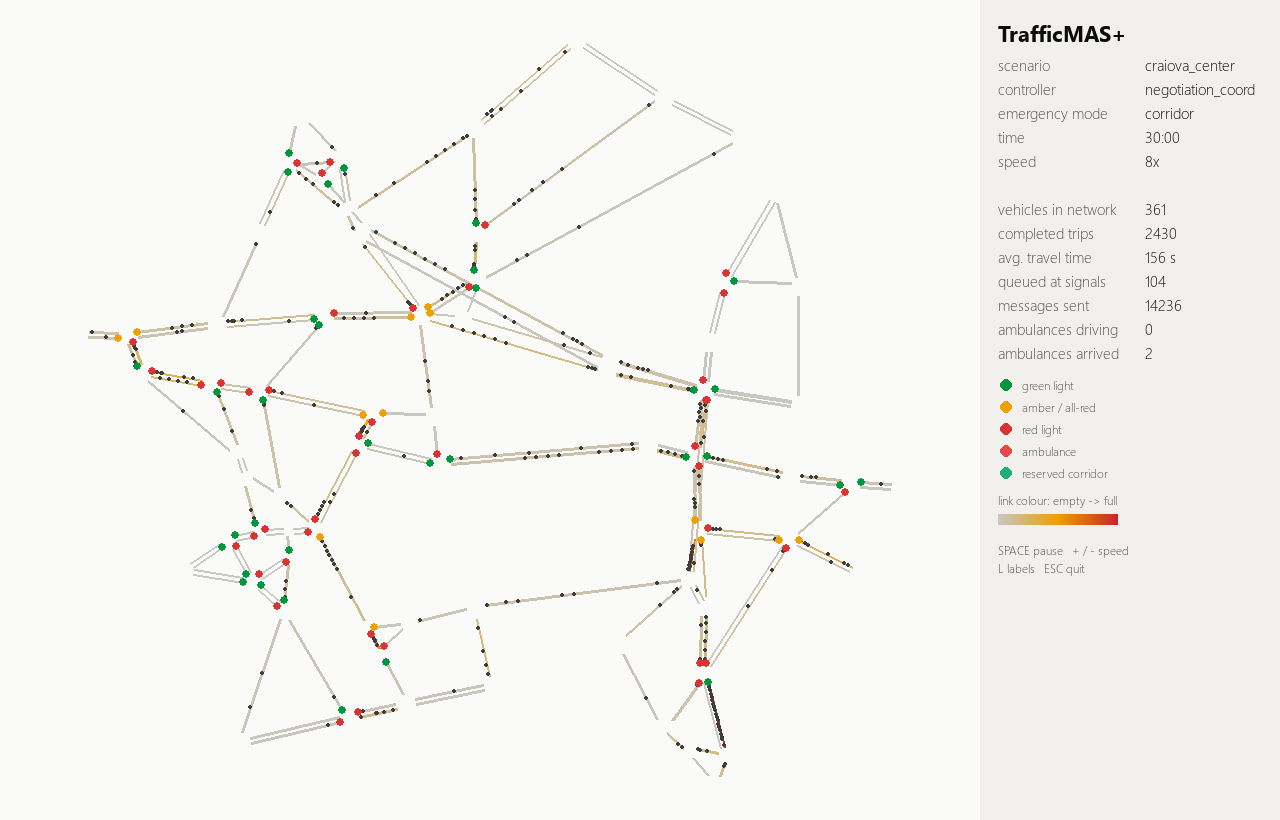 TrafficMAS+
scenario craiova_center
controller negotiation_coord
emergency mode corridor
time 30:00
speed 8x
vehicles in network 361
completed trips 2430
avg. travel time 156 s
queued at signals 104
messages sent 14236
ambulances driving 0
ambulances arrived 2
green light
amber / all-red
red light
ambulance
reserved corridor
link colour: empty -> full
SPACE pause + / - speed
L labels ESC quit